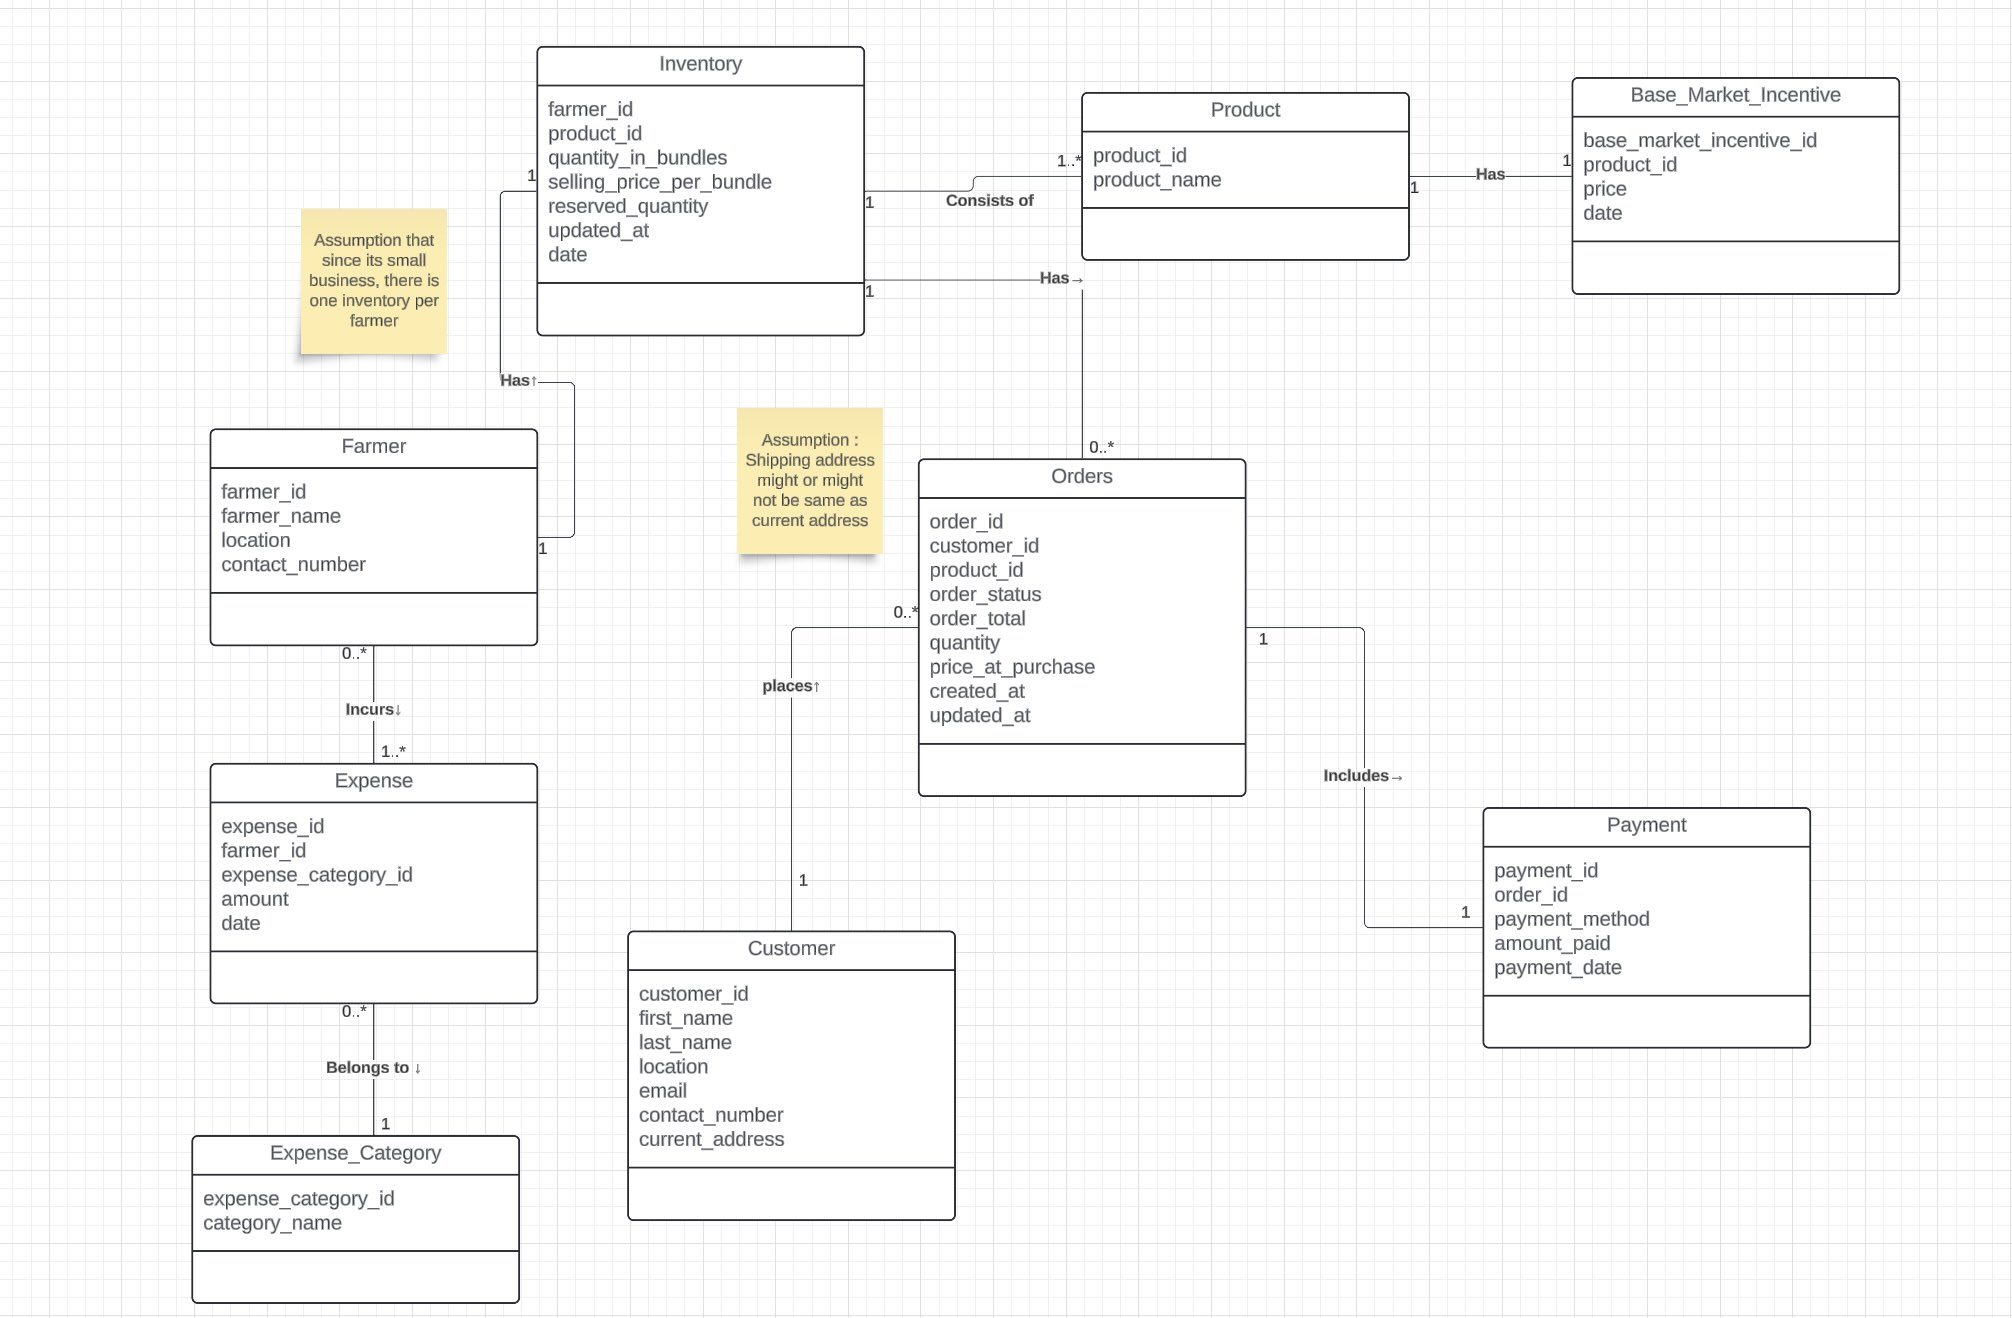 Inventory
farmer_id
product_id
quantity_in_bundles
selling_price_per_bundle
reserved_quantity
updated_at
date
1
1
1
Consists of
1..*
Product
product_id
product_name
1
Has
1
Base_Market_Incentive
base_market_incentive_id
product_id
price
date
Has→
0..*
Assumption that
since its small
business, there is
one inventory per
farmer
Has↑
1
Farmer
farmer_id
farmer_name
location
contact_number
0..*
Incurs↓
1..*
Assumption :
Shipping address
might or might
not be same as
current address
Orders
order_id
customer_id
product_id
order_status
order_total
quantity
price_at_purchase
created_at
updated_at
0..*
places↑
1
1
Includes→
1
Expense
expense_id
farmer_id
expense_category_id
amount
date
0..*
Belongs to ↓
1
Payment
payment_id
order_id
payment_method
amount_paid
payment_date
Customer
customer_id
first_name
last_name
location
email
contact_number
current_address
Expense_Category
expense_category_id
category_name